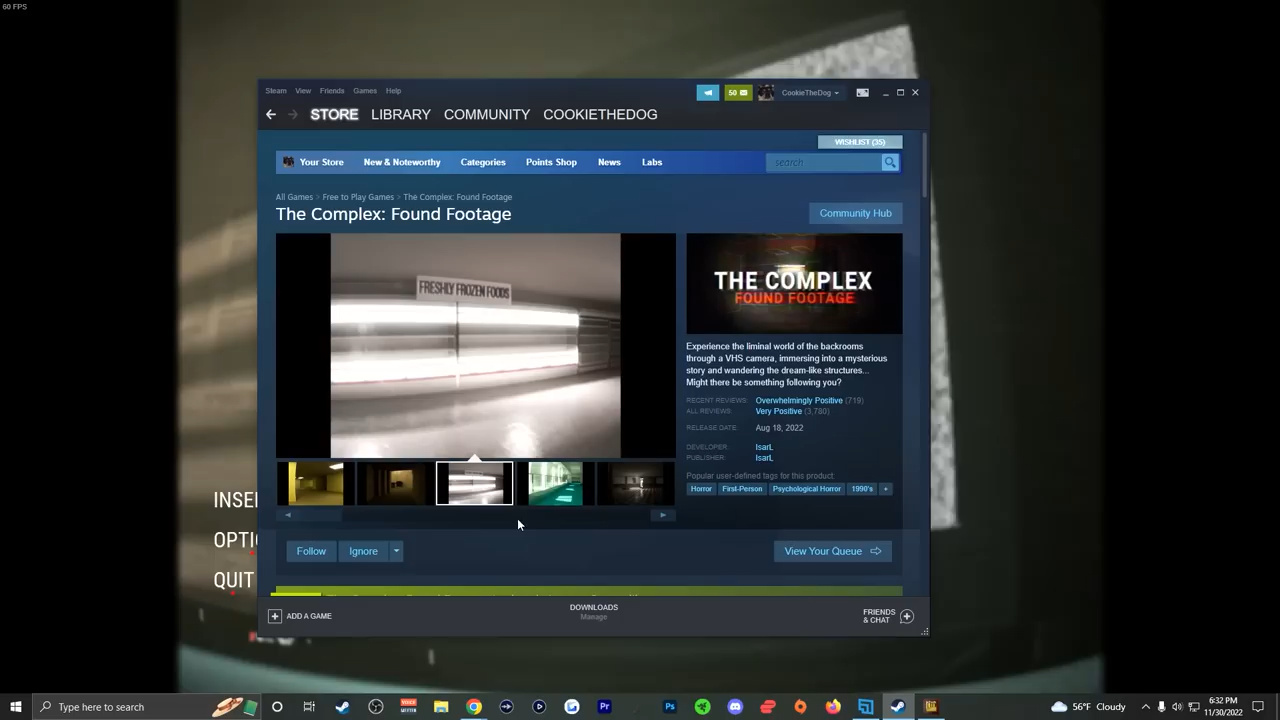 60 FPS
Steam View Friends Games Help
50
CookieTheDog
STORE LIBRARY COMMUNITY COOKIETHEDOG
WISHLIST (35)
Your Store New & Noteworthy Categories Points Shop News Labs
search
All Games > Free to Play Games > The Complex: Found Footage
The Complex: Found Footage
Community Hub
FRESHLY FROZEN FOODS
THE COMPLEX
FOUND FOOTAGE
Experience the liminal world of the backrooms
through a VHS camera, immersing into a mysterious
story and wandering the dream-like structures...
Might there be something following you?
RECENT REVIEWS: Overwhelmingly Positive (719)
ALL REVIEWS: Very Positive (3,780)
RELEASE DATE: Aug 18, 2022
DEVELOPER: IsarL
PUBLISHER: IsarL
Popular user-defined tags for this product:
Horror First-Person Psychological Horror 1990's +
INSE
OPTI
QUIT
Follow Ignore
View Your Queue
ADD A GAME
DOWNLOADS
Manage
FRIENDS
& CHAT
Type here to search
Pr
Ps
56°F Cloudy
6:32 PM
11/30/2022